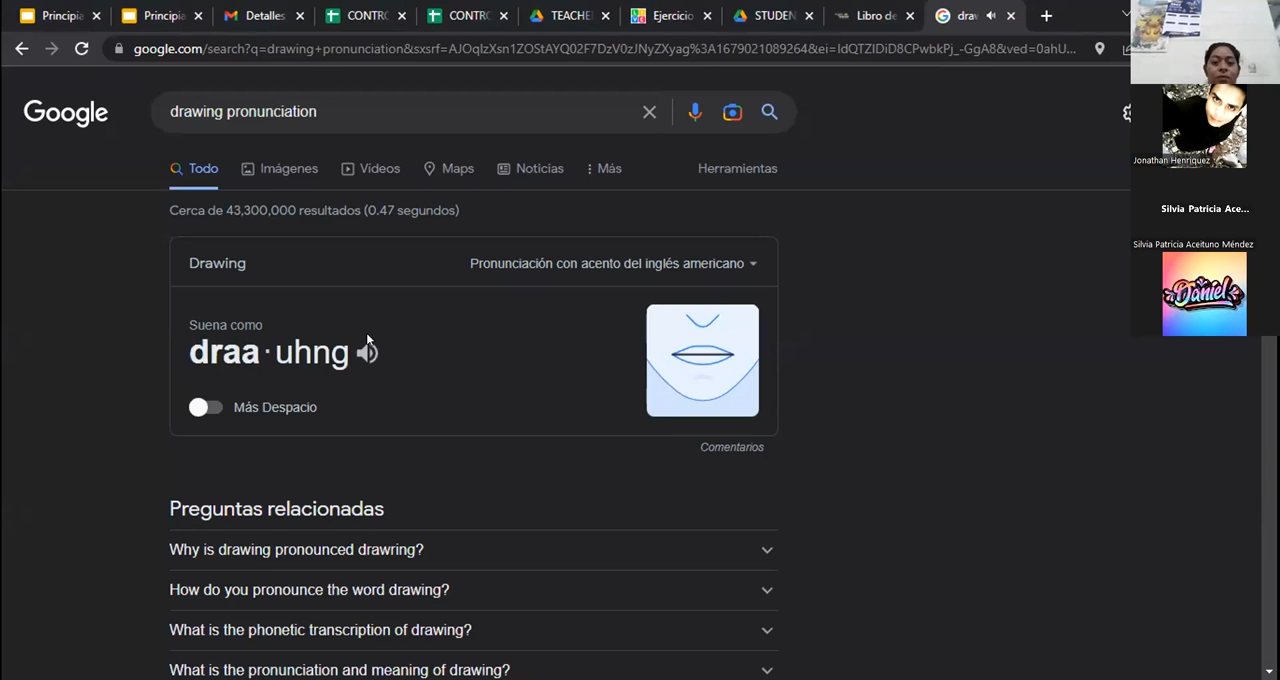 Principia
Principia
Detalles
CONTRC
CONTRC
TEACHE
Ejercicio
STUDEN
Libro de
drav
google.com/search?q=drawing+pronunciation&sxsrf=AJOqlzXsn1ZOStAYQ02F7DzV0zJNyZXyag%3A1679021089264&ei=IdQTZIDiD8CPwbkPj_-GgA8&ved=0ahU...
Google
drawing pronunciation
Todo
Imágenes
Videos
Maps
Noticias
Más
Herramientas
Cerca de 43,300,000 resultados (0.47 segundos)
Drawing
Pronunciación con acento del inglés americano
Suena como
draa·uhng
Más Despacio
Comentarios
Preguntas relacionadas
Why is drawing pronounced drawring?
How do you pronounce the word drawing?
What is the phonetic transcription of drawing?
What is the pronunciation and meaning of drawing?
Jonathan Henriquez
Silvia Patricia Ace...
Silvia Patricia Aceituno Méndez
Daniel